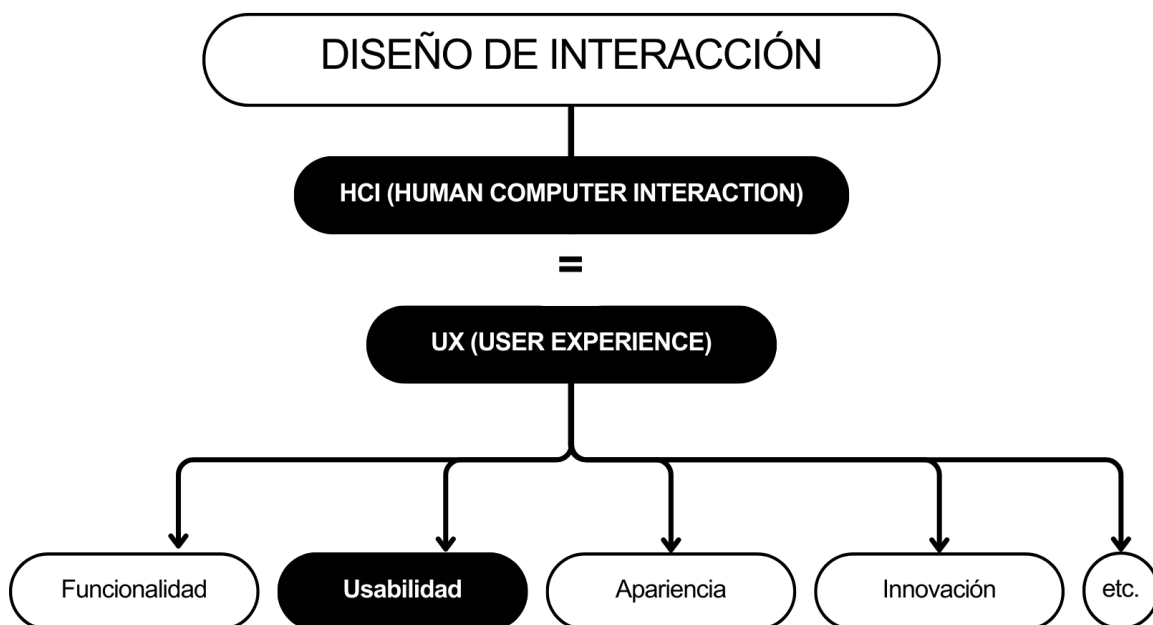 DISEÑO DE INTERACCIÓN
HCI (HUMAN COMPUTER INTERACTION)
=
UX (USER EXPERIENCE)
Funcionalidad
Usabilidad
Apariencia
Innovación
etc.